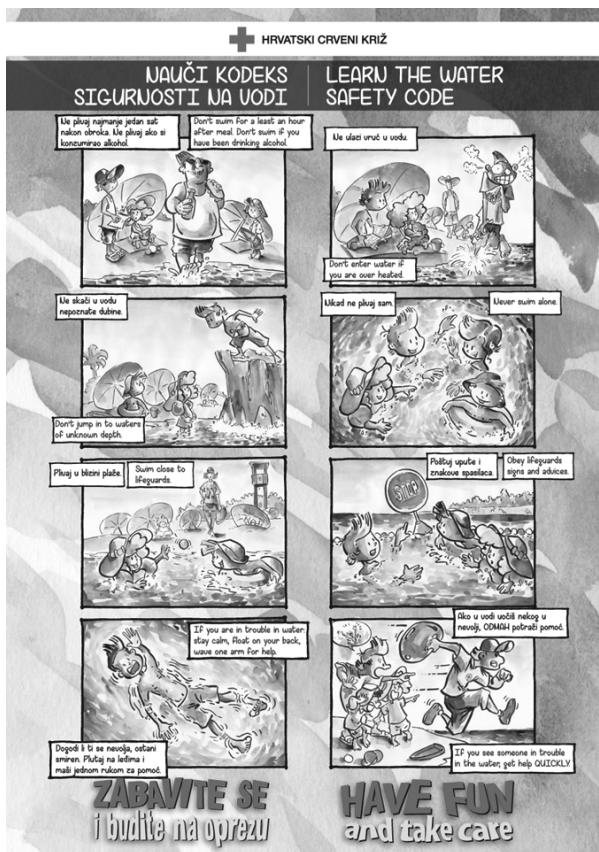 HRVATSKI CRVENI KRIŽ
NAUČI KODEKS
SIGURNOSTI NA VODI
LEARN THE WATER
SAFETY CODE
Ne plivaj najmanje jedan sat
nakon obroka. Ne plivaj ako si
konzumirao alkohol.
Don't swim for a least an hour
after meal. Don't swim if you
have been drinking alcohol.
Ne ulazi vruć u vodu.
Don't enter water if
you are over heated.
Ne skači u vodu
nepoznate dubine.
Don't jump in to waters
of unknown depth.
Nikad ne plivaj sam.
Never swim alone.
Plivaj u blizini plaže.
Swim close to
lifeguards.
Poštuj upute i
znakove spasilaca.
Obey lifeguards
signs and advices.
STOP
If you are in trouble in water:
stay calm, float on your back,
wave one arm for help.
Dogodi li ti se nevolja, ostani
smiren. Plutaj na leđima i
maši jednom rukom za pomoć.
Ako u vodi uočiš nekog u
nevolji, ODMAH potraži pomoć.
If you see someone in trouble
in the water, get help QUICKLY.
ZABAVITE SE
i budite na oprezu
HAVE FUN
and take care